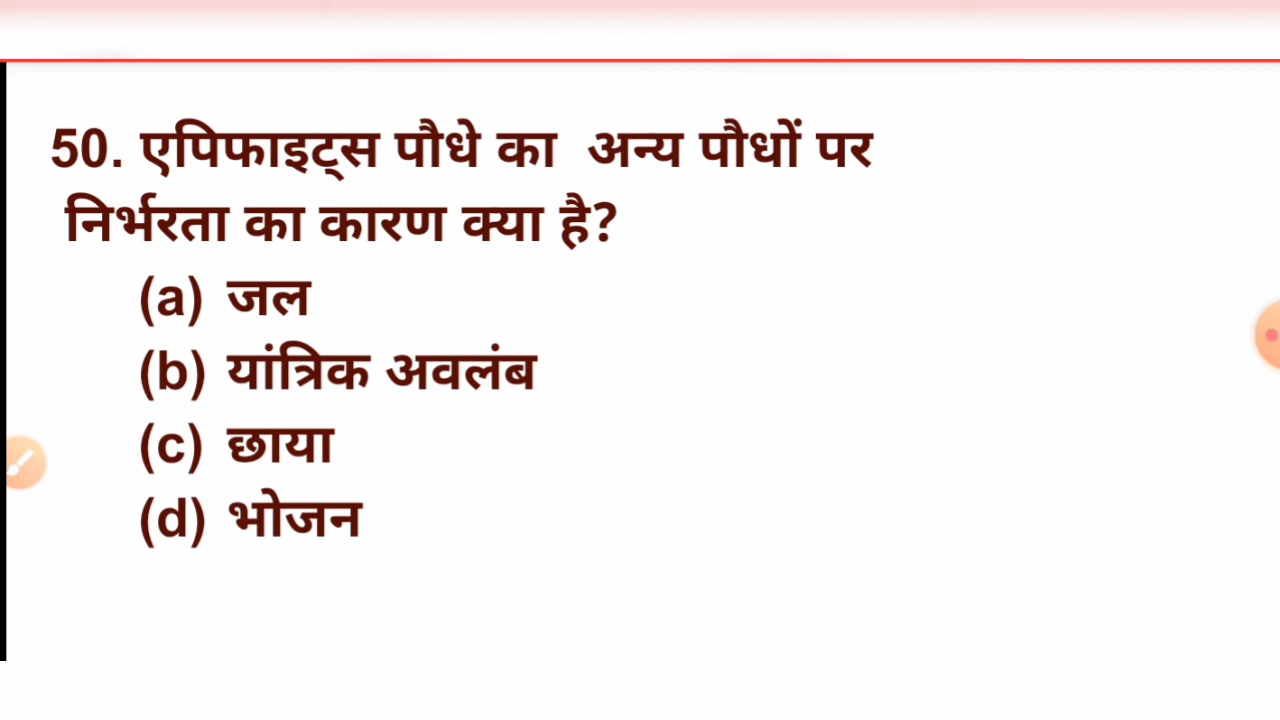 50. एपिफाइट्स पौधे का अन्य पौधों पर
निर्भरता का कारण क्या है?
(a) जल
(b) यांत्रिक अवलंब
(c) छाया
(d) भोजन